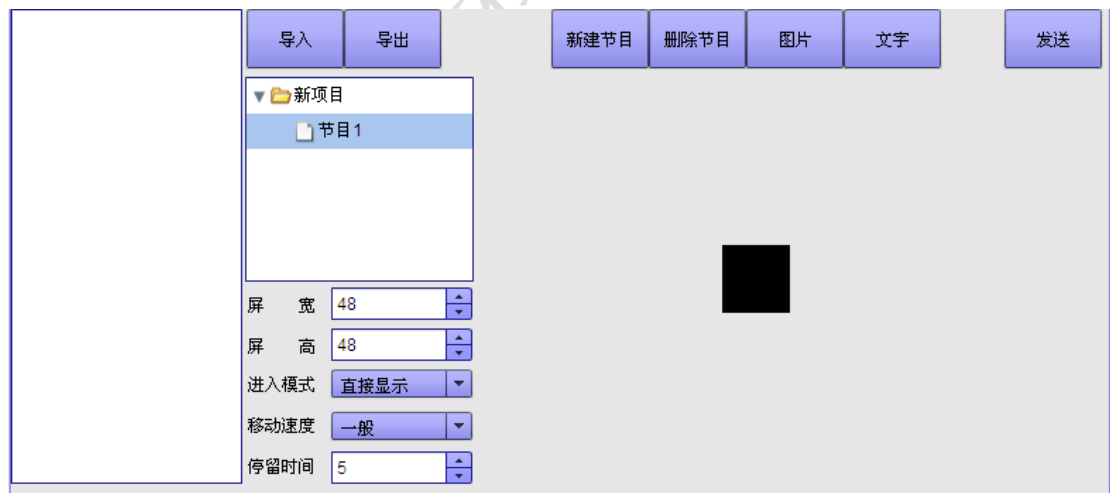 导入 导出 新建节目 删除节目 图片 文字 发送
新项目
节目1
屏 宽 48
屏 高 48
进入模式 直接显示
移动速度 一般
停留时间 5